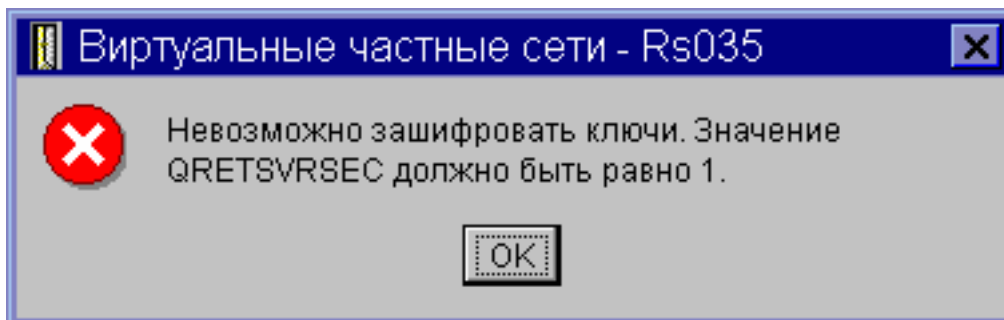 Виртуальные частные сети - Rs035
Невозможно зашифровать ключи. Значение
QRETSVRSEC должно быть равно 1.
OK